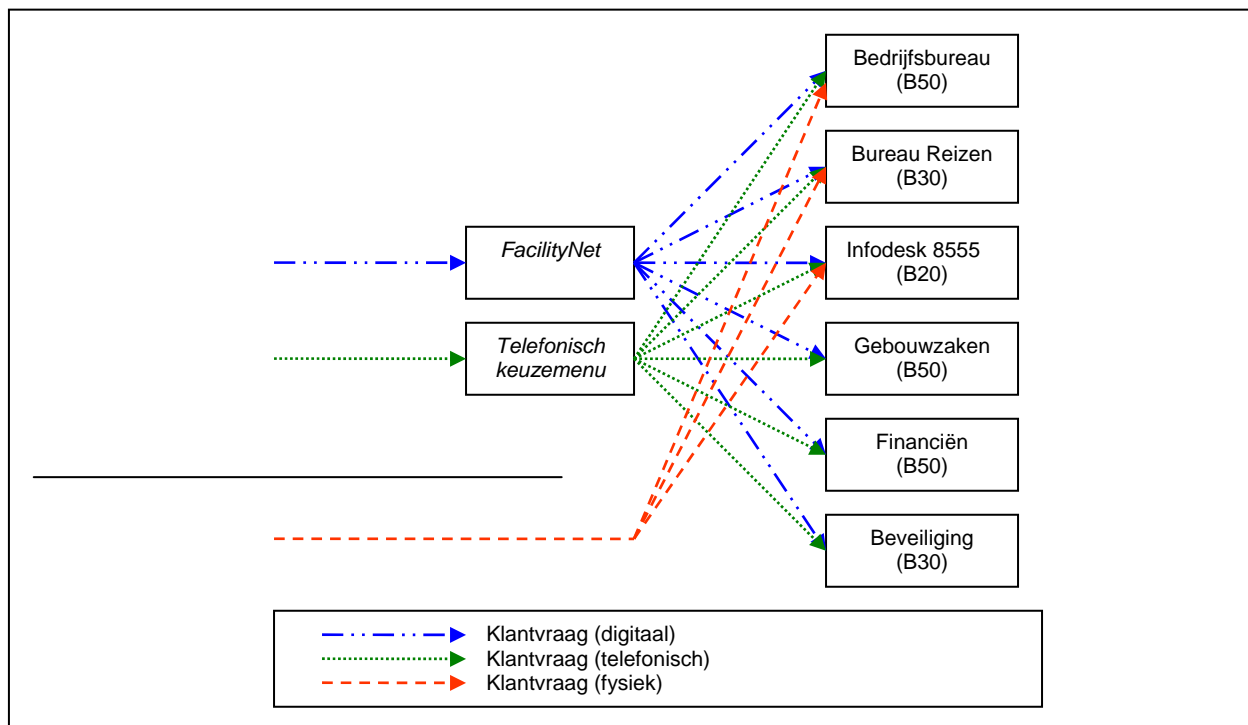 Bedrijfsbureau
(B50)
Bureau Reizen
(B30)
FacilityNet
Infodesk 8555
(B20)
Telefonisch
keuzemenu
Gebouwzaken
(B50)
Financiën
(B50)
Beveiliging
(B30)
Klantvraag (digitaal)
Klantvraag (telefonisch)
Klantvraag (fysiek)